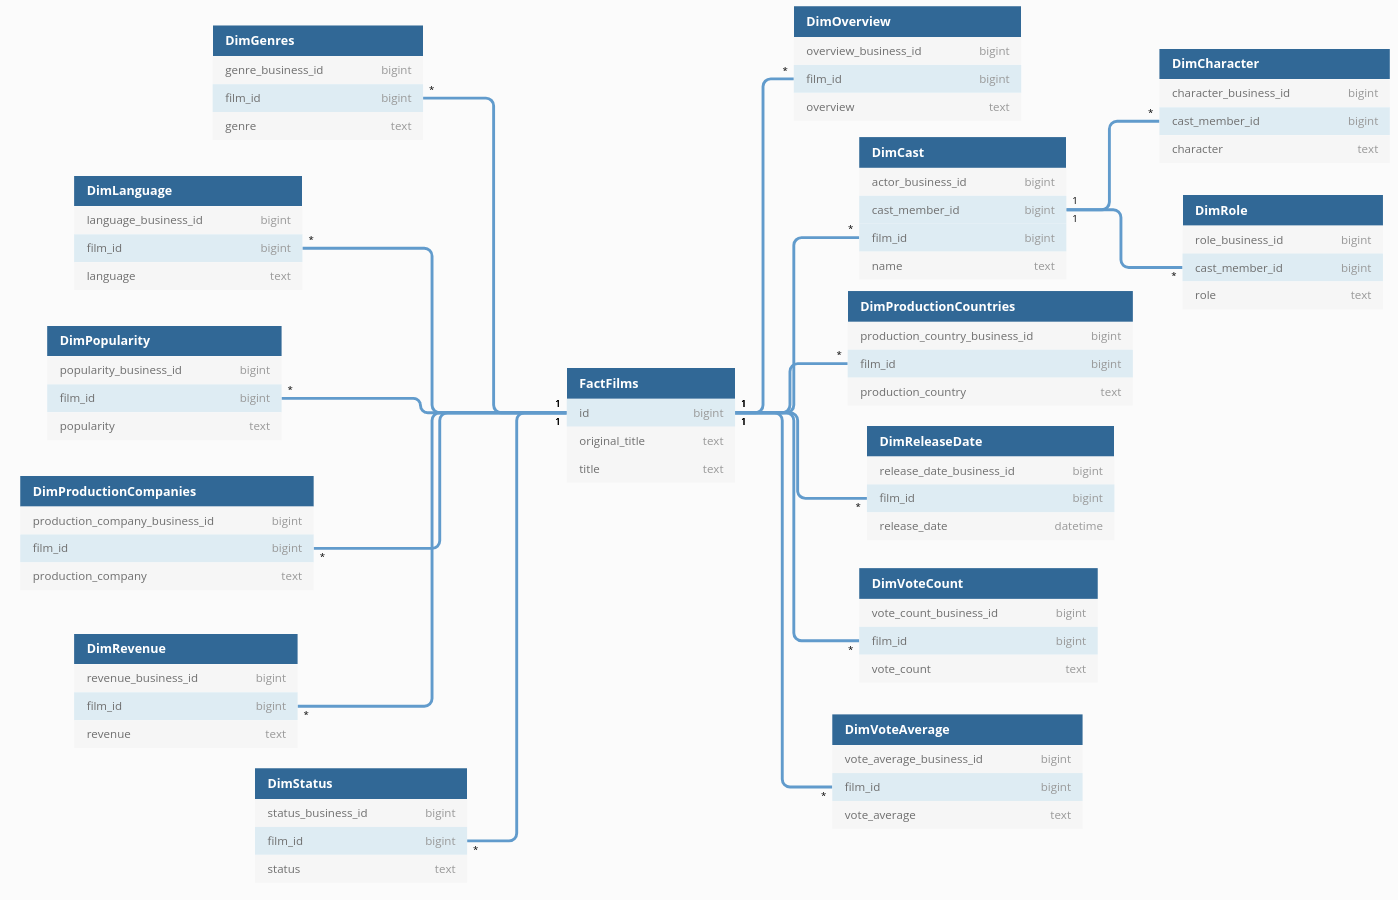 DimGenres
genre_business_id bigint
film_id bigint *
genre text
DimLanguage
language_business_id bigint
film_id bigint *
language text
DimPopularity
popularity_business_id bigint
film_id bigint *
popularity text
DimProductionCompanies
production_company_business_id bigint
film_id bigint *
production_company text
DimRevenue
revenue_business_id bigint
film_id bigint *
revenue text
DimStatus
status_business_id bigint
film_id bigint *
status text
FactFilms
1 id bigint 1
1 1
original_title text
title text
DimOverview
overview_business_id bigint
* film_id bigint
overview text
DimCast
actor_business_id bigint
cast_member_id bigint 1
1
* film_id bigint
name text
DimProductionCountries
production_country_business_id bigint
* film_id bigint
production_country text
DimReleaseDate
release_date_business_id bigint
* film_id bigint
release_date datetime
DimVoteCount
vote_count_business_id bigint
* film_id bigint
vote_count text
DimVoteAverage
vote_average_business_id bigint
* film_id bigint
vote_average text
DimCharacter
character_business_id bigint
* cast_member_id bigint
character text
DimRole
role_business_id bigint
* cast_member_id bigint
role text